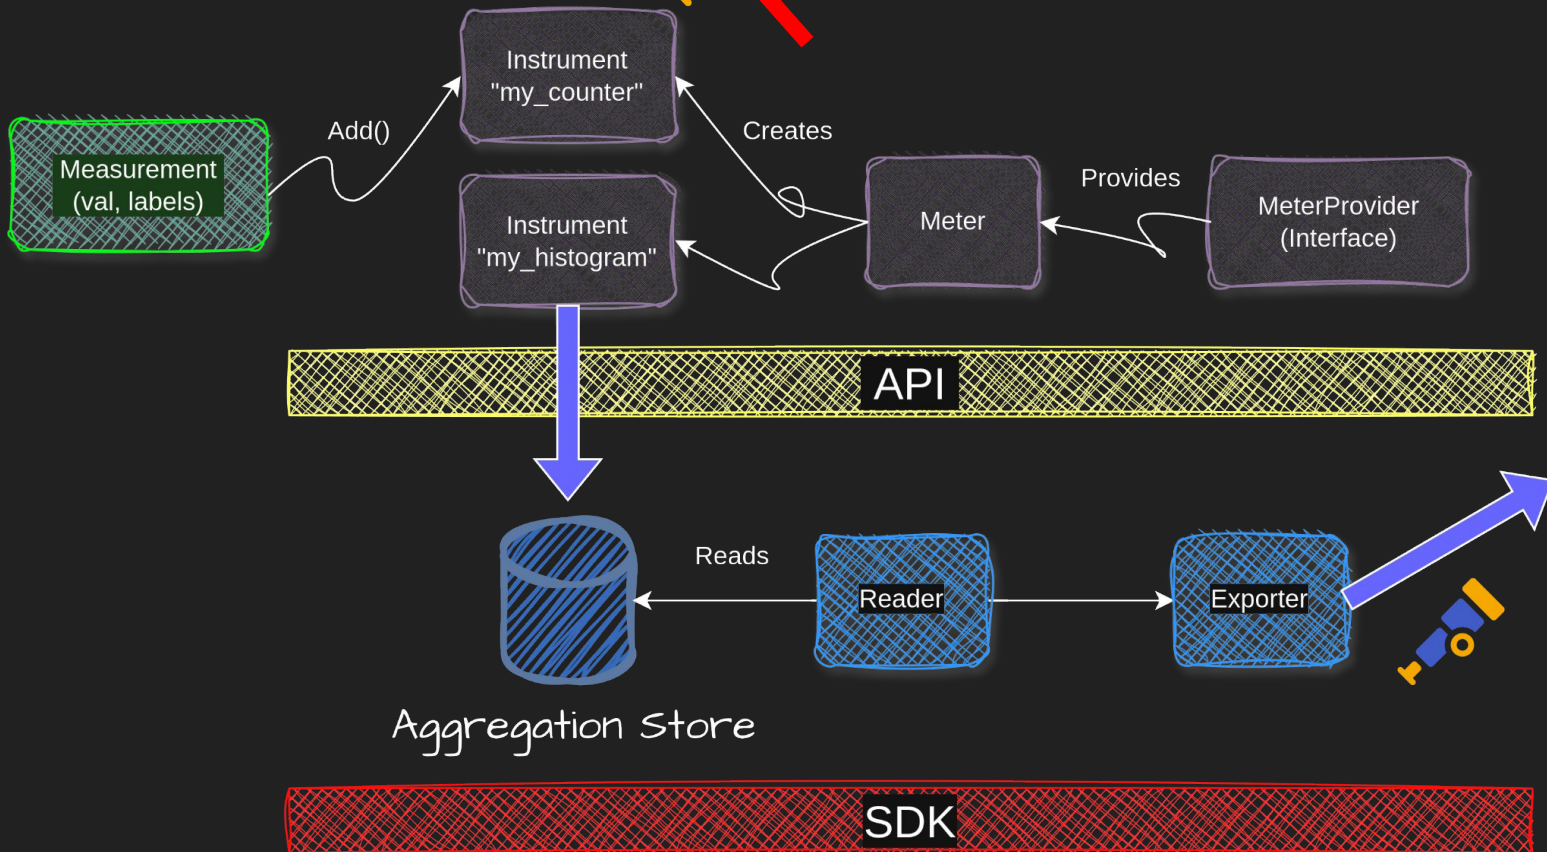 Instrument
"my_counter"
Add()
Creates
Measurement
(val, labels)
Provides
Instrument
"my_histogram"
Meter
MeterProvider
(Interface)
API
Reads
Reader
Exporter
Aggregation Store
SDK